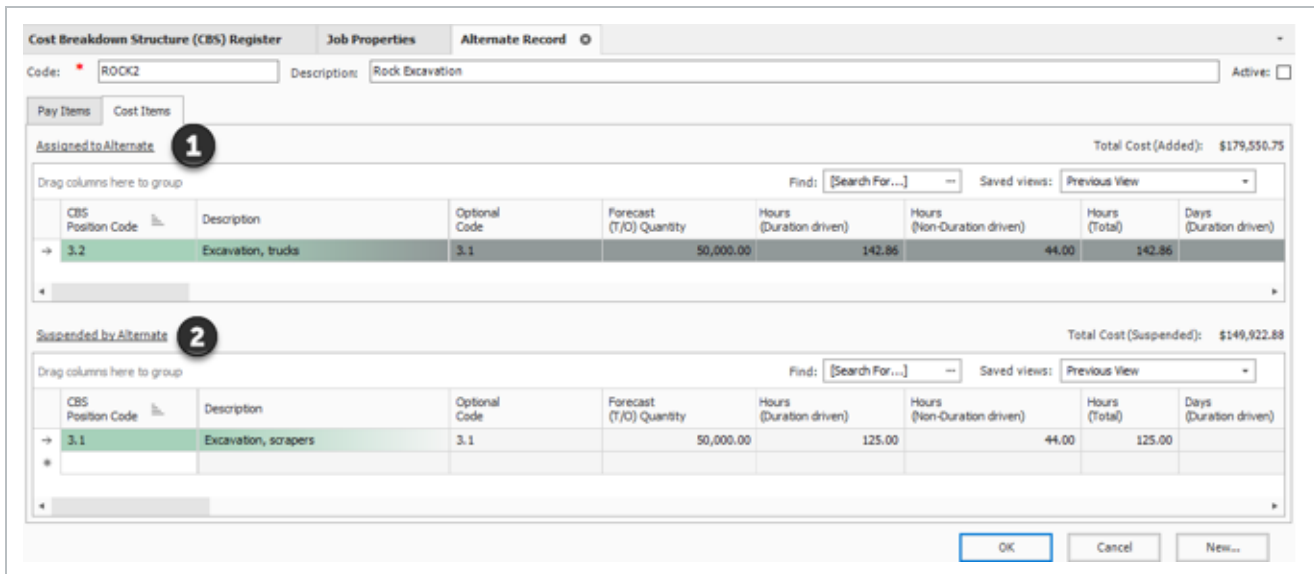 Cost Breakdown Structure (CBS) Register Job Properties Alternate Record
Code: * ROCK2 Description: Rock Excavation Active:
Pay Items Cost Items
Assigned to Alternate 1 Total Cost (Added): $179,550.75
Drag columns here to group Find: [Search For...] ... Saved views: Previous View
CBS Position Code Description Optional Code Forecast (T/O) Quantity Hours (Duration driven) Hours (Non-Duration driven) Hours (Total) Days (Duration driven)
3.2 Excavation, trucks 3.1 50,000.00 142.86 44.00 142.86
Suspended by Alternate 2 Total Cost (Suspended): $149,922.88
Drag columns here to group Find: [Search For...] ... Saved views: Previous View
CBS Position Code Description Optional Code Forecast (T/O) Quantity Hours (Duration driven) Hours (Non-Duration driven) Hours (Total) Days (Duration driven)
3.1 Excavation, scrapers 3.1 50,000.00 125.00 44.00 125.00
OK Cancel New...